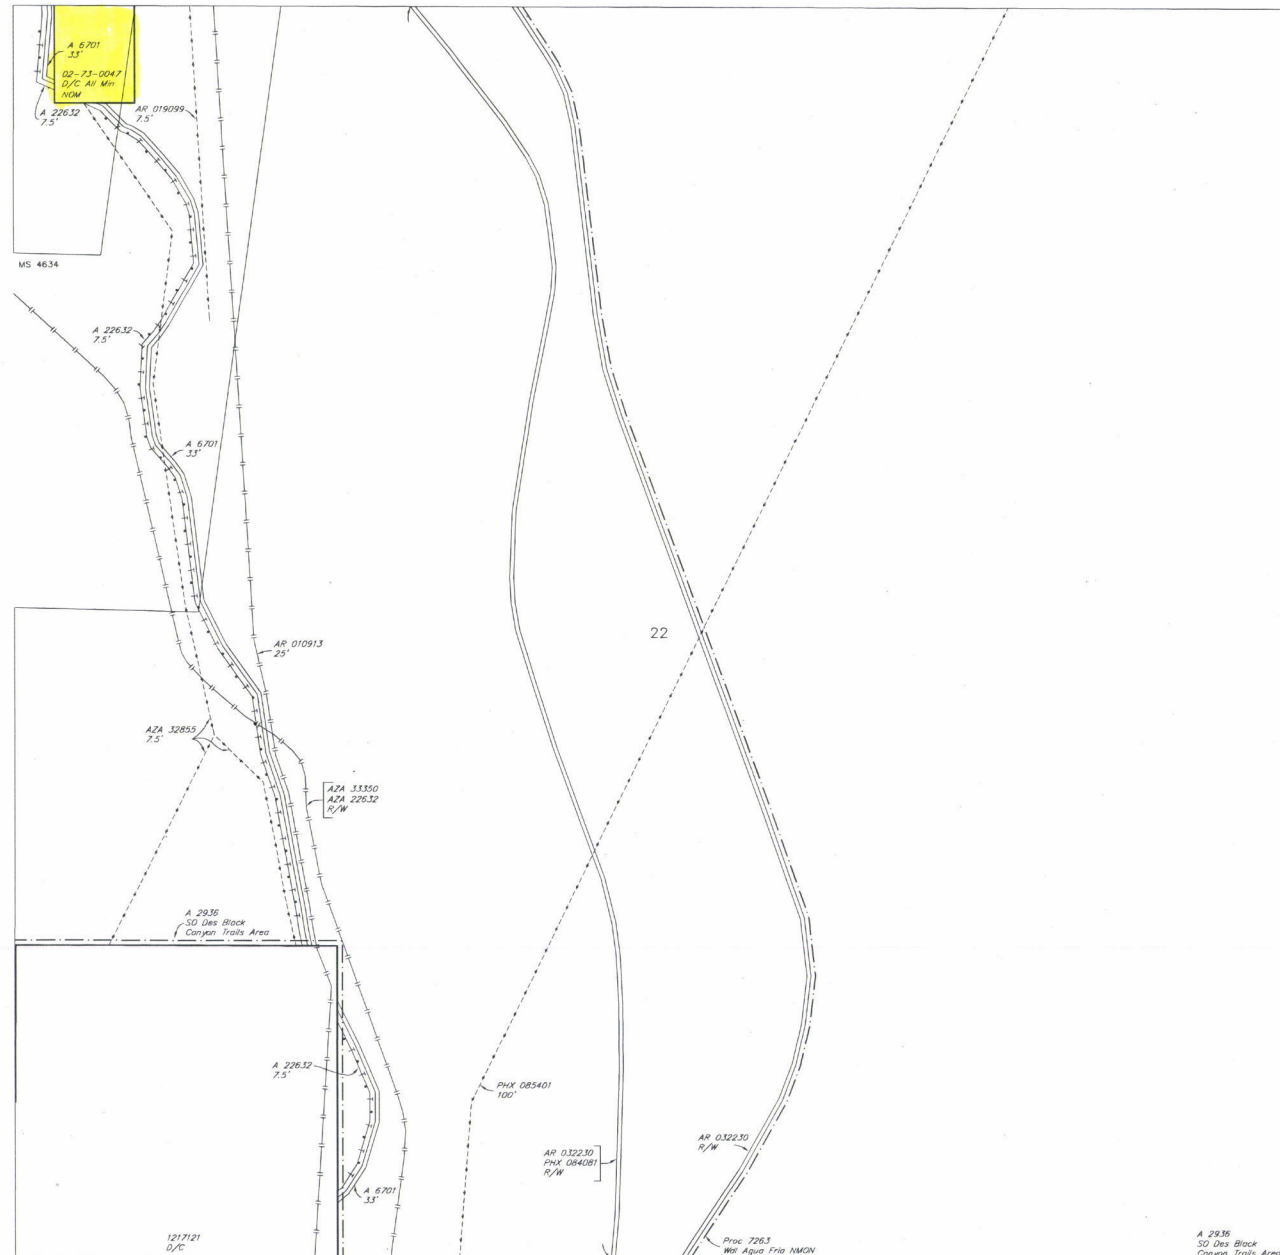 A 6701
33'
02-73-0047
D/C All Min
NOM
A 22632
7.5'
AR 019099
7.5'
MS 4634
A 22632
7.5'
A 6701
33'
22
AR 010913
25'
AZA 32855
7.5'
AZA 33350
AZA 22632
R/W
A 2936
SO Des Black
Canyon Trails Area
A 22632
7.5'
PHX 085401
100'
AR 032230
PHX 084081
R/W
AR 032230
R/W
A 6701
33'
1217121
D/C
Proc 7263
Wdl Agua Fria NMON
A 2936
SO Des Black
Canyon Trails Area